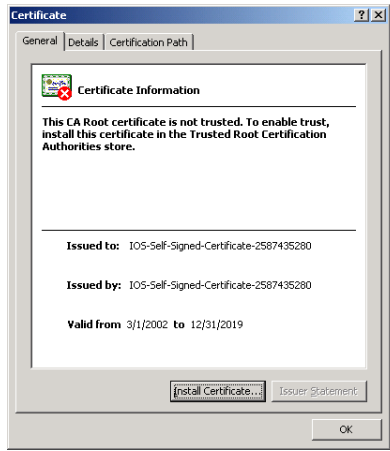 Certificate
General Details Certification Path
Certificate Information
This CA Root certificate is not trusted. To enable trust,
install this certificate in the Trusted Root Certification
Authorities store.
Issued to: IOS-Self-Signed-Certificate-2587435280
Issued by: IOS-Self-Signed-Certificate-2587435280
Valid from 3/1/2002 to 12/31/2019
Install Certificate... Issuer Statement
OK